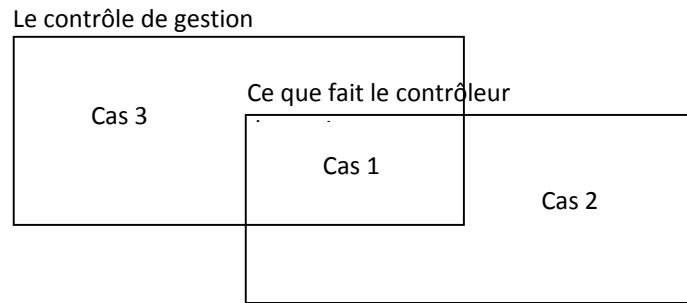 Le contrôle de gestion
Ce que fait le contrôleur
Cas 3
Cas 1
Cas 2